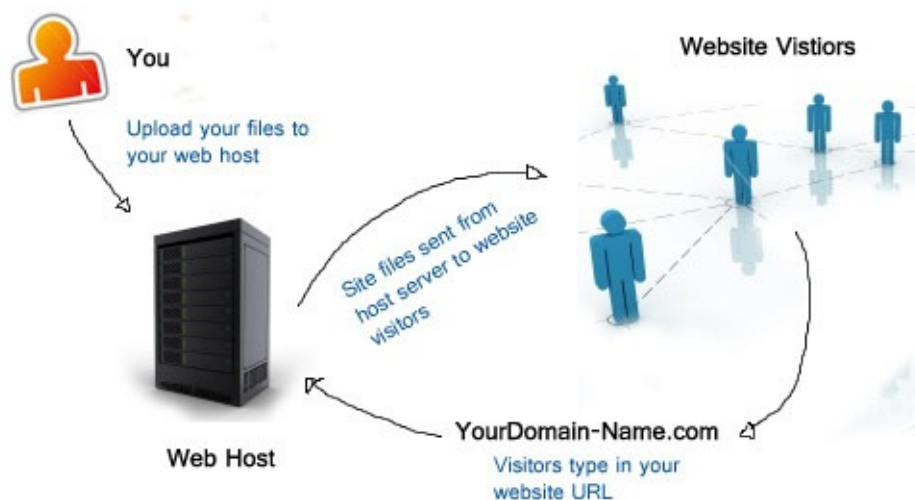 You
Upload your files to
your web host
Website Vistiors
Site files sent from
host server to website
visitors
Web Host
YourDomain-Name.com
Visitors type in your
website URL